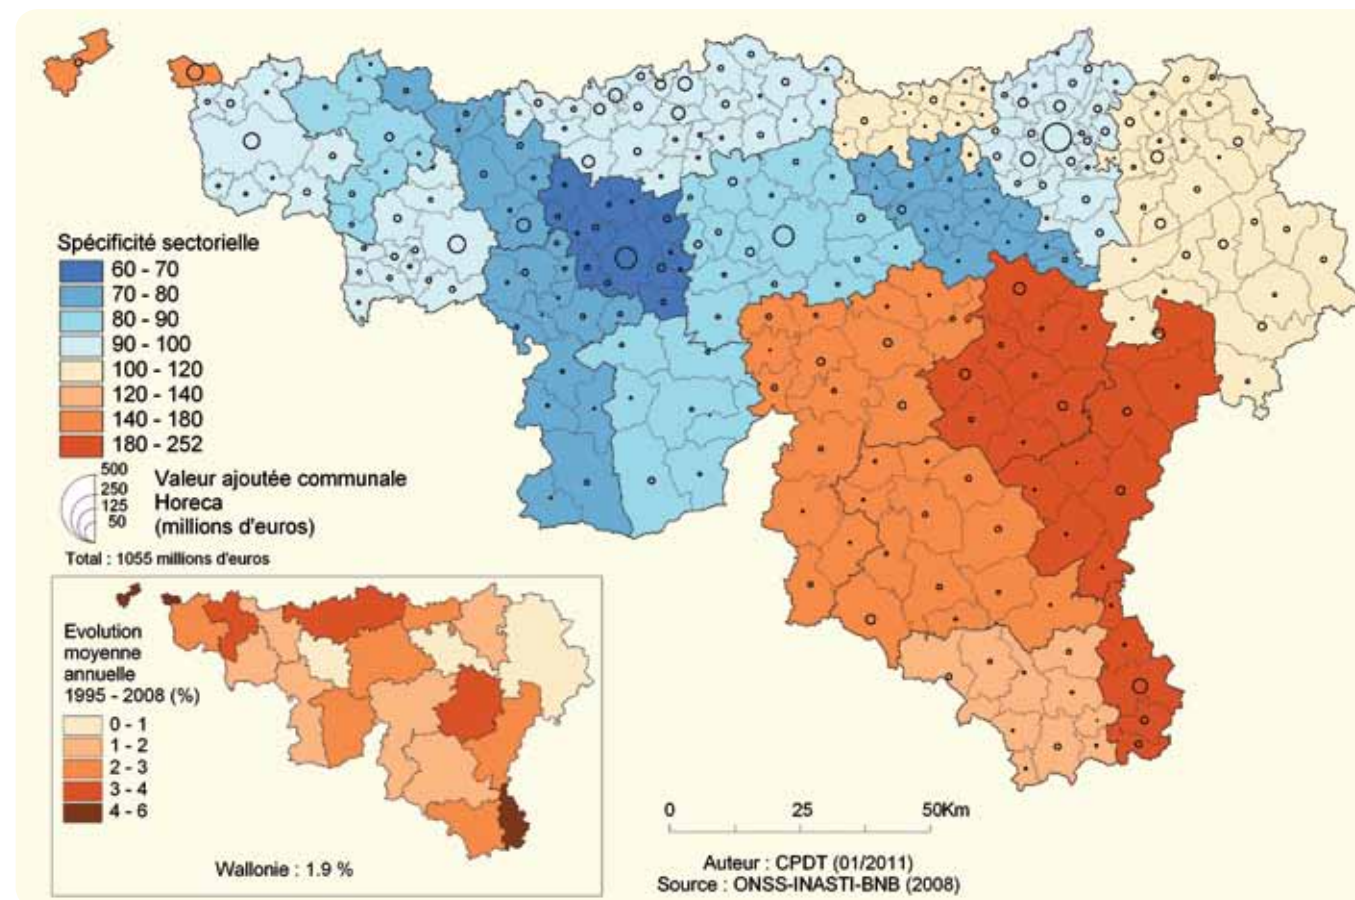 Spécificité sectorielle
60 - 70
70 - 80
80 - 90
90 - 100
100 - 120
120 - 140
140 - 180
180 - 252
500
250
125
50
Valeur ajoutée communale
Horeca
(millions d'euros)
Total : 1055 millions d'euros
Evolution
moyenne
annuelle
1995 - 2008 (%)
0 - 1
1 - 2
2 - 3
3 - 4
4 - 6
Wallonie : 1.9 %
0 25 50Km
Auteur : CPDT (01/2011)
Source : ONSS-INASTI-BNB (2008)